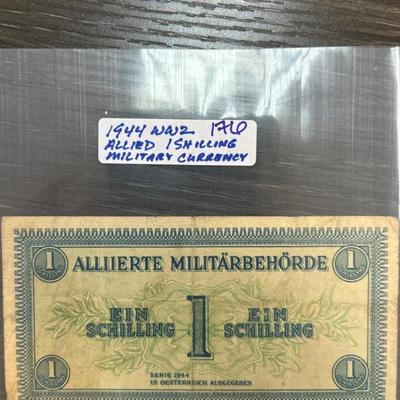 1944 WW2 176
ALLIED 1 SHILLING
MILITARY CURRENCY
1 ALLIIERTE MILITÄRBEHÖRDE 1
EIN 1 EIN
SCHILLING SCHILLING
SERIE 1944
IN OESTERREICH AUSGEGEBEN
1 1